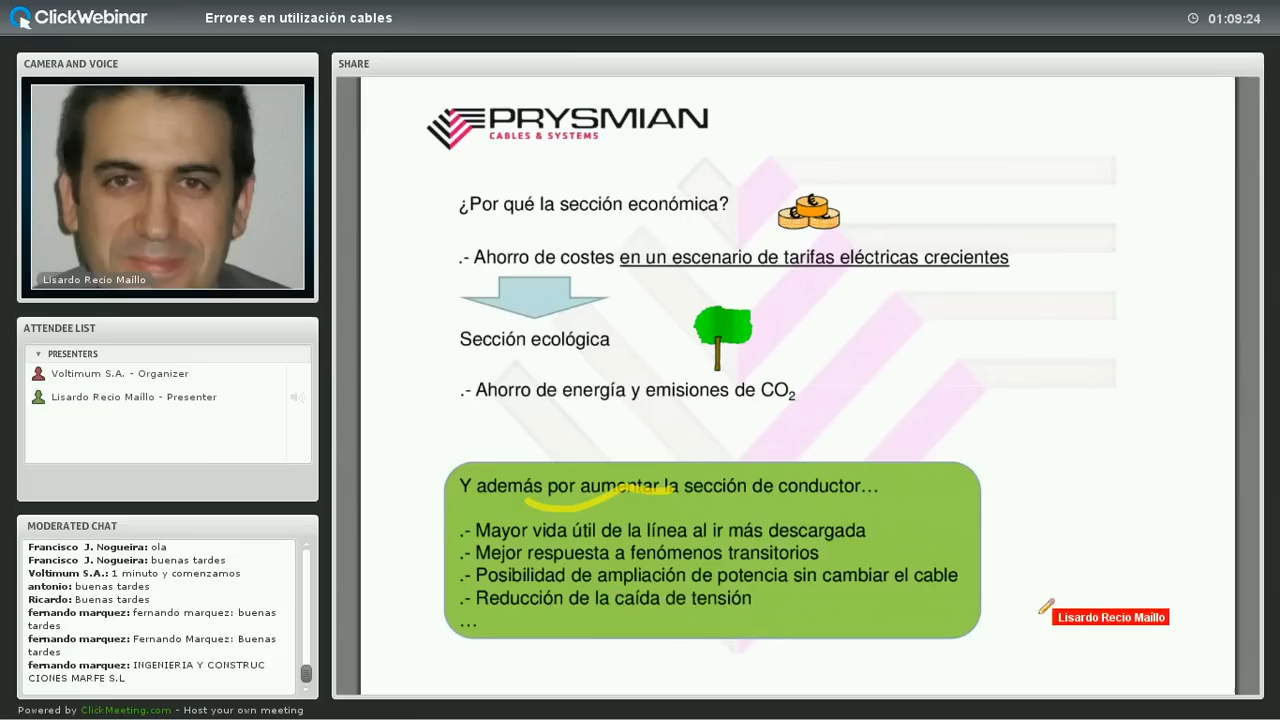 ClickWebinar
Errores en utilización cables
01:09:24
CAMERA AND VOICE
Lisardo Recio Maíllo
ATTENDEE LIST
PRESENTERS
Voltimum S.A. - Organizer
Lisardo Recio Maíllo - Presenter
MODERATED CHAT
Francisco J. Nogueira: ola
Francisco J. Nogueira: buenas tardes
Voltimum S.A.: 1 minuto y comenzamos
antonio: buenas tardes
Ricardo: Buenas tardes
fernando marquez: fernando marquez: buenas
tardes
fernando marquez: Fernando Marquez: Buenas
tardes
fernando marquez: INGENIERIA Y CONSTRUC
CIONES MARFE S.L
Powered by ClickMeeting.com - Host your own meeting
SHARE
PRYSMIAN
CABLES & SYSTEMS
¿Por qué la sección económica?
€ €
.- Ahorro de costes en un escenario de tarifas eléctricas crecientes
Sección ecológica
.- Ahorro de energía y emisiones de CO₂
Y además por aumentar la sección de conductor…
.- Mayor vida útil de la línea al ir más descargada
.- Mejor respuesta a fenómenos transitorios
.- Posibilidad de ampliación de potencia sin cambiar el cable
.- Reducción de la caída de tensión
…
Lisardo Recio Maíllo